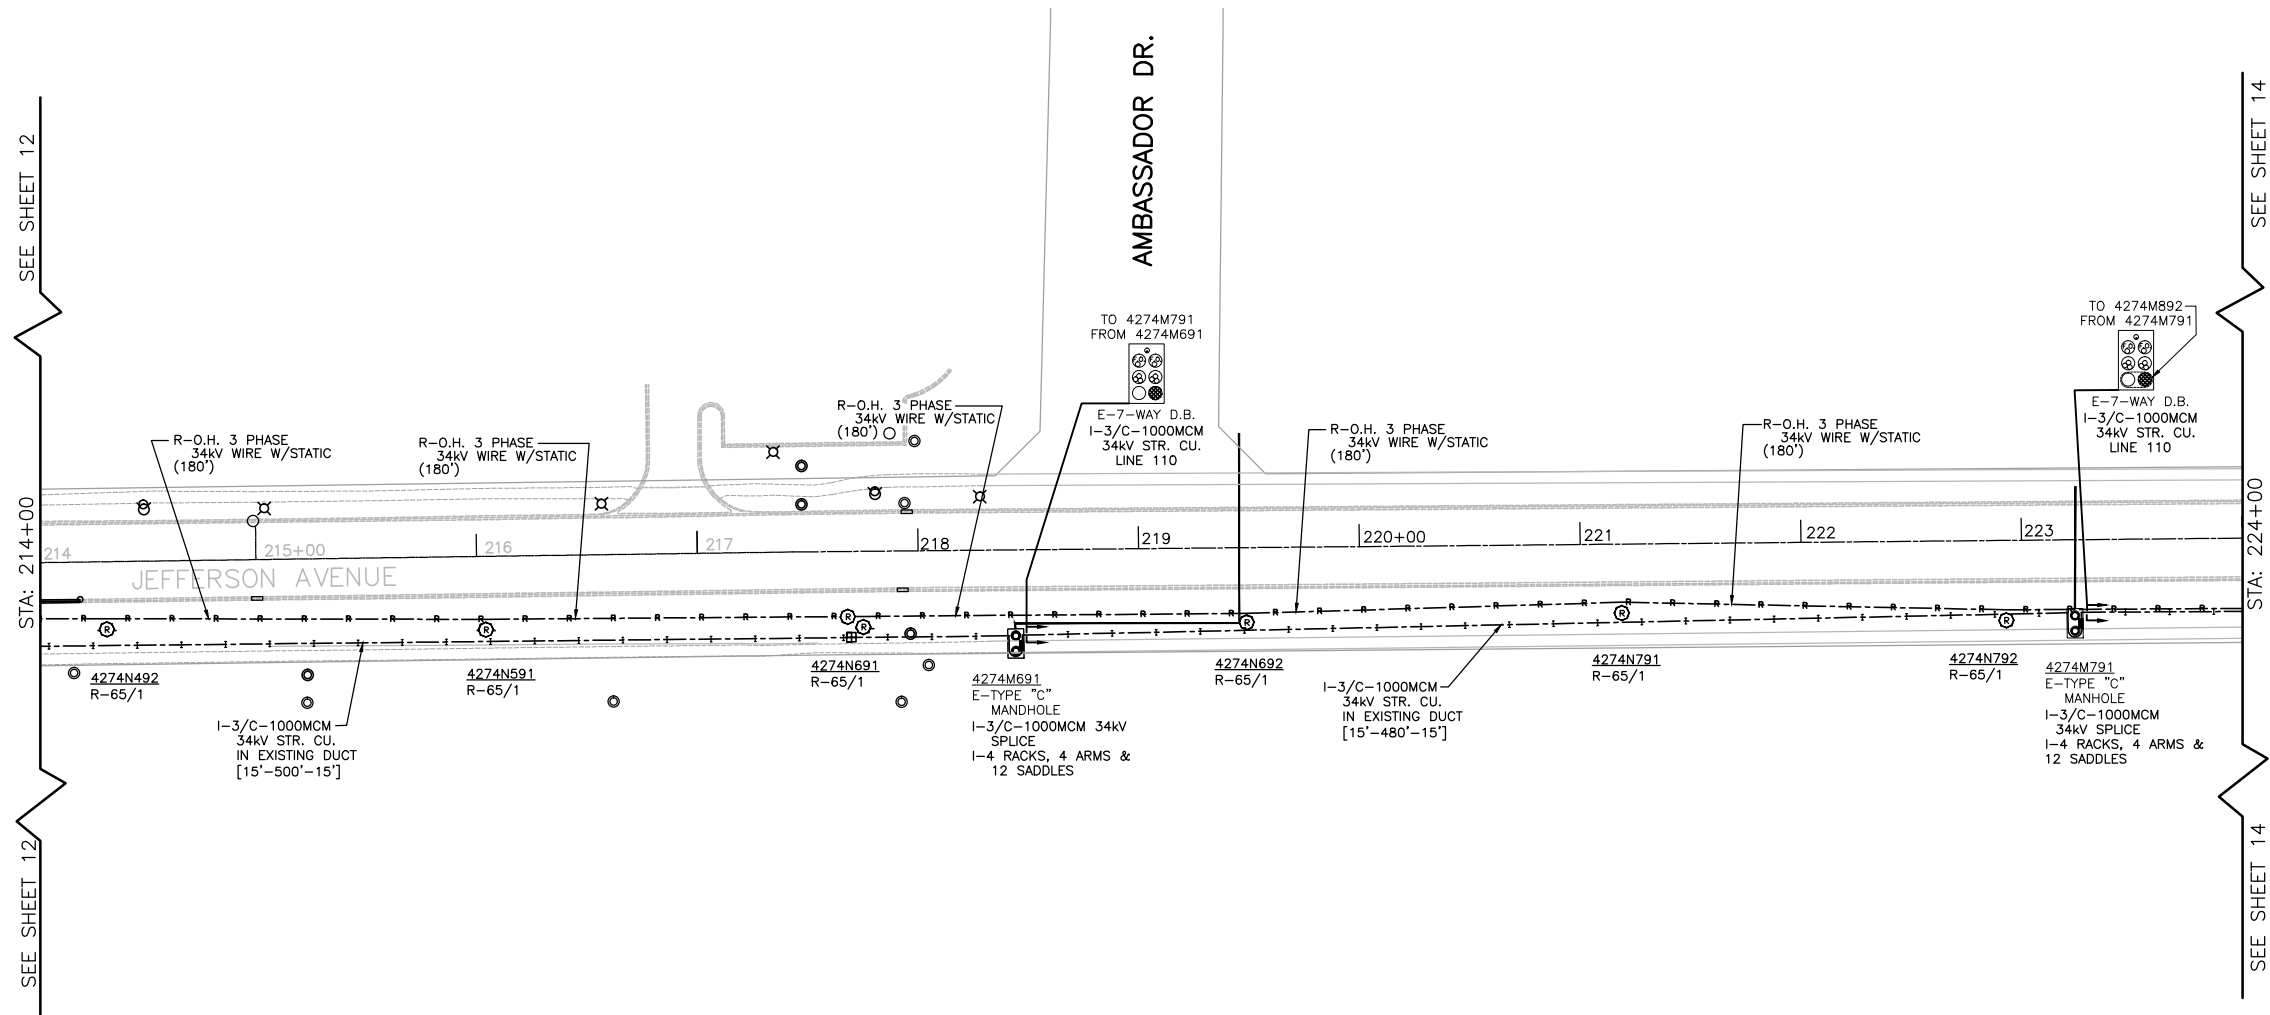 SEE SHEET 12
SEE SHEET 14
AMBASSADOR DR.
TO 4274M791
FROM 4274M691
E-7-WAY D.B.
I-3/C-1000MCM
34kV STR. CU.
LINE 110
TO 4274M892
FROM 4274M791
E-7-WAY D.B.
I-3/C-1000MCM
34kV STR. CU.
LINE 110
R-O.H. 3 PHASE
34kV WIRE W/STATIC
(180')
R-O.H. 3 PHASE
34kV WIRE W/STATIC
(180')
R-O.H. 3 PHASE
34kV WIRE W/STATIC
(180')
R-O.H. 3 PHASE
34kV WIRE W/STATIC
(180')
R-O.H. 3 PHASE
34kV WIRE W/STATIC
(180')
STA: 214+00
214
215+00
216
217
218
219
220+00
221
222
223
STA: 224+00
JEFFERSON AVENUE
R R R R R R R R R R R R R R R R R R R R R R R R R R R R R R R R R R R R R R R R R R R R R R R R R
R
R
R
R
R
R
R
4274N492
R-65/1
4274N591
R-65/1
4274N691
R-65/1
4274M691
E-TYPE "C"
MANDHOLE
I-3/C-1000MCM 34kV
SPLICE
I-4 RACKS, 4 ARMS &
12 SADDLES
4274N692
R-65/1
4274N791
R-65/1
4274N792
R-65/1
4274M791
E-TYPE "C"
MANHOLE
I-3/C-1000MCM
34kV SPLICE
I-4 RACKS, 4 ARMS &
12 SADDLES
I-3/C-1000MCM
34kV STR. CU.
IN EXISTING DUCT
[15'-500'-15']
I-3/C-1000MCM
34kV STR. CU.
IN EXISTING DUCT
[15'-480'-15']
SEE SHEET 12
SEE SHEET 14